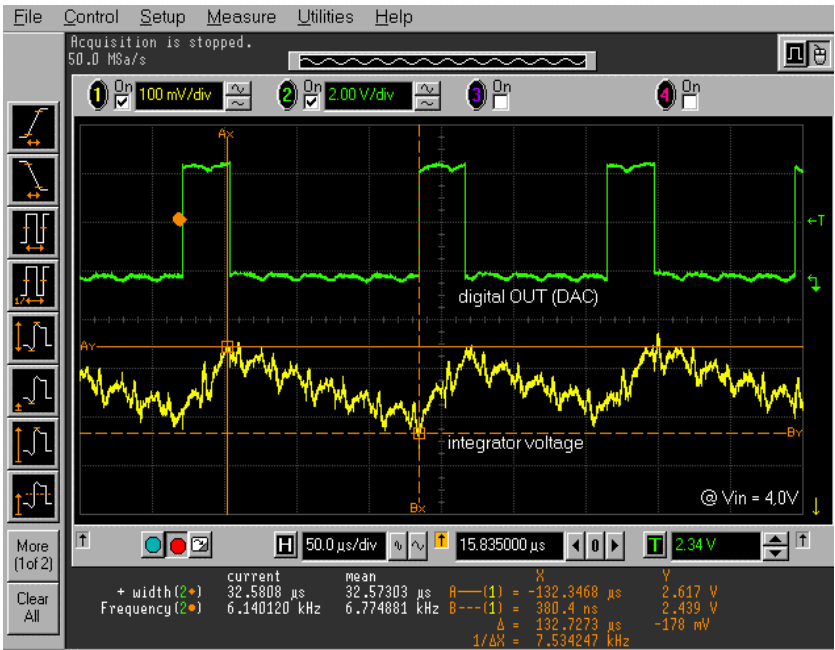 File Control Setup Measure Utilities Help
Acquisition is stopped.
50.0 MSa/s
1 On 100 mV/div 2 On 2.00 V/div 3 On 4 On
Ax
T
digital OUT (DAC)
Ay
integrator voltage
By
Bx
@ Vin = 4,0V
1/
More
(1of 2)
Clear
All
H 50.0 µs/div 15.835000 µs 0 T 2.34 V
current mean X Y
+ width(2) 32.5808 µs 32.57303 µs A——(1) = -132.3468 µs 2.617 V
Frequency(2) 6.140120 kHz 6.774881 kHz B---(1) = 380.4 ns 2.439 V
Δ = 132.7273 µs -178 mV
1/ΔX = 7.534247 kHz